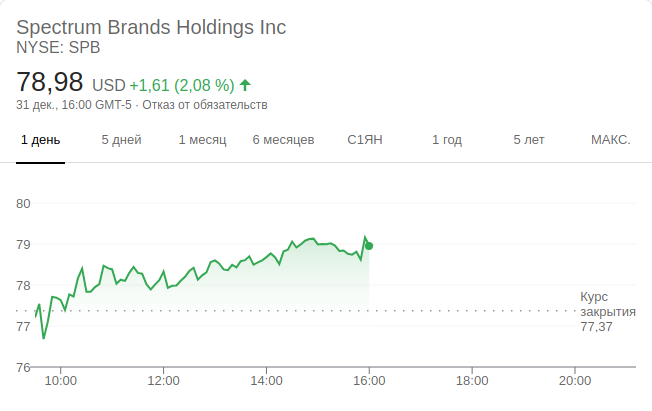 Spectrum Brands Holdings Inc
NYSE: SPB
78,98 USD +1,61 (2,08 %)
31 дек., 16:00 GMT-5 · Отказ от обязательств
1 день 5 дней 1 месяц 6 месяцев С1ЯН 1 год 5 лет МАКС.
80
79
78
77
76
Курс
закрытия
77,37
10:00 12:00 14:00 16:00 18:00 20:00